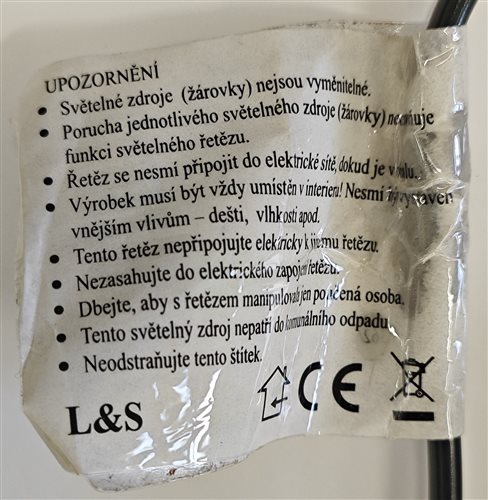 UPOZORNĚNÍ
• Světelné zdroje (žárovky) nejsou vyměnitelné.
• Porucha jednotlivého světelného zdroje (žárovky)
funkci světelného řetězu.
• Řetěz se nesmí připojit do elektrické sítě, dokud je v
• Výrobek musí být vždy umístěn v interieru! Nesmí
vnějším vlivům – dešti, vlhkosti apod.
• Tento řetěz nepřipojujte elektricky k jinému řetězu.
• Nezasahujte do elektrického zapojení řetězu.
• Dbejte, aby s řetězem manipulovala jen poučená osoba.
• Tento světelný zdroj nepatří do komunálního odpadu.
• Neodstraňujte tento štítek.
L&S CE